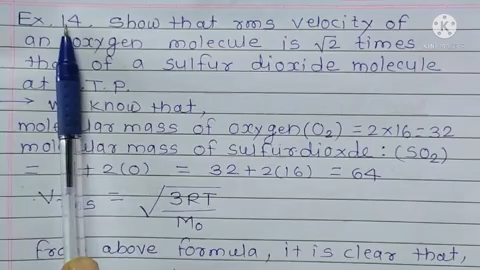 Ex. 14. show that rms velocity of
an oxygen molecule is √2 times
of a sulfur dioxide molecule
at T.P.
→ know that,
molecular mass of oxygen(O₂) = 2×16 = 32
molecular mass of sulfurdioxde: (SO₂)
= + 2(0) = 32+2(16) = 64
= √3RT/M₀
above formula, it is clear that,
KINEMASTER